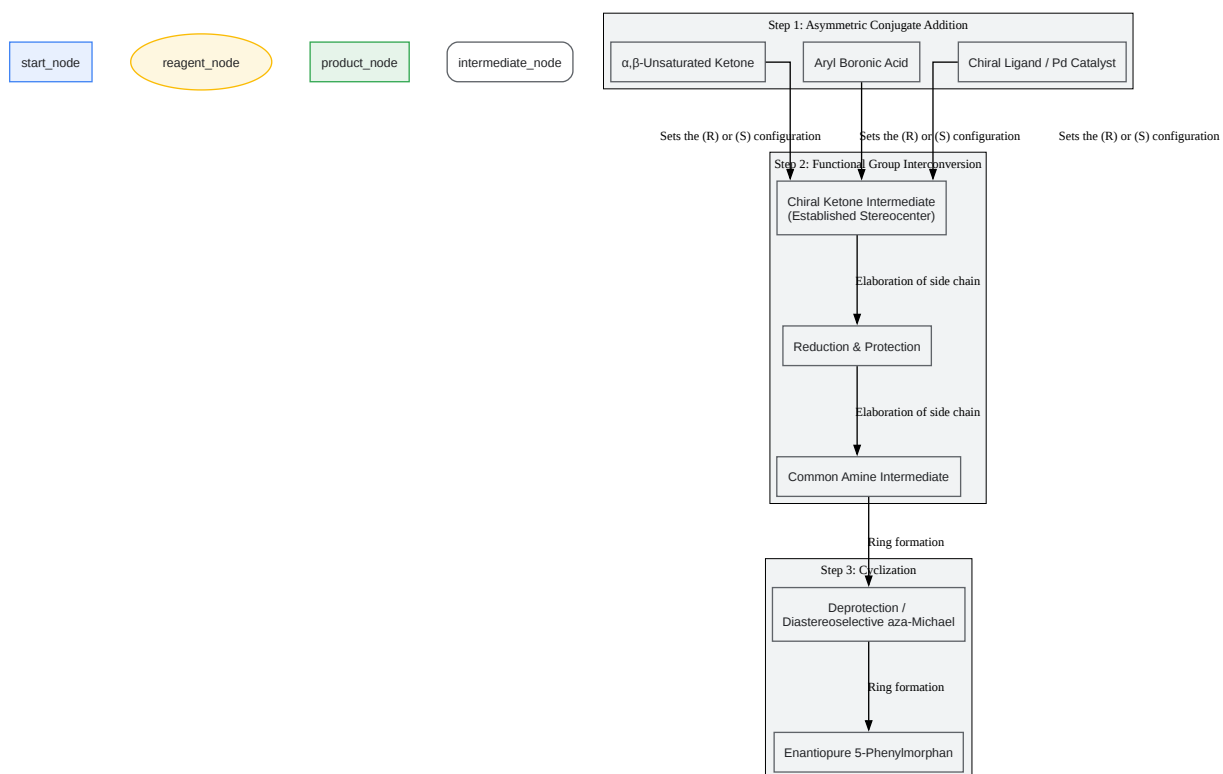 start_node
reagent_node
product_node
intermediate_node
Step 1: Asymmetric Conjugate Addition
α,β-Unsaturated Ketone
Aryl Boronic Acid
Chiral Ligand / Pd Catalyst
Sets the (R) or (S) configuration
Sets the (R) or (S) configuration
Sets the (R) or (S) configuration
Step 2: Functional Group Interconversion
Chiral Ketone Intermediate
(Established Stereocenter)
Elaboration of side chain
Reduction & Protection
Elaboration of side chain
Common Amine Intermediate
Ring formation
Step 3: Cyclization
Deprotection /
Diastereoselective aza-Michael
Ring formation
Enantiopure 5-Phenylmorphan